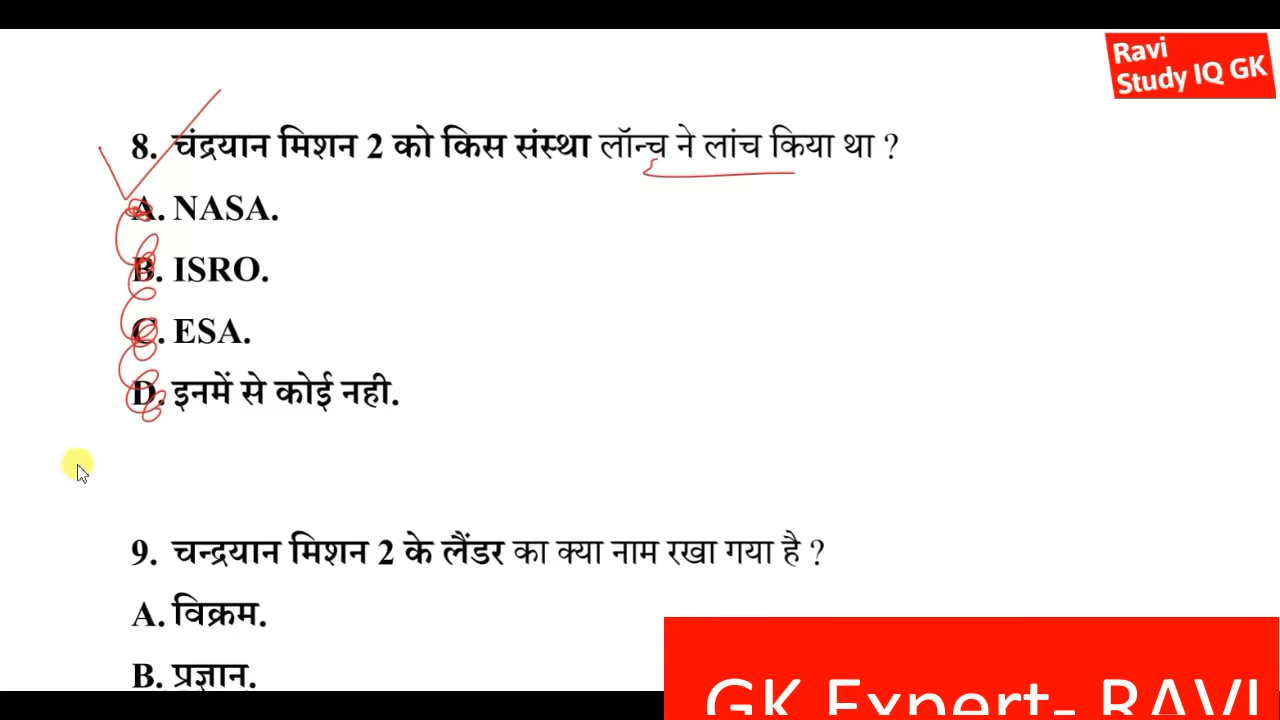 Ravi
Study IQ GK
8. चंद्रयान मिशन 2 को किस संस्था लॉन्च ने लांच किया था ?
A. NASA.
B. ISRO.
C. ESA.
D. इनमें से कोई नही.
9. चन्द्रयान मिशन 2 के लैंडर का क्या नाम रखा गया है ?
A. विक्रम.
B. प्रज्ञान.
GK Expert- RAVI